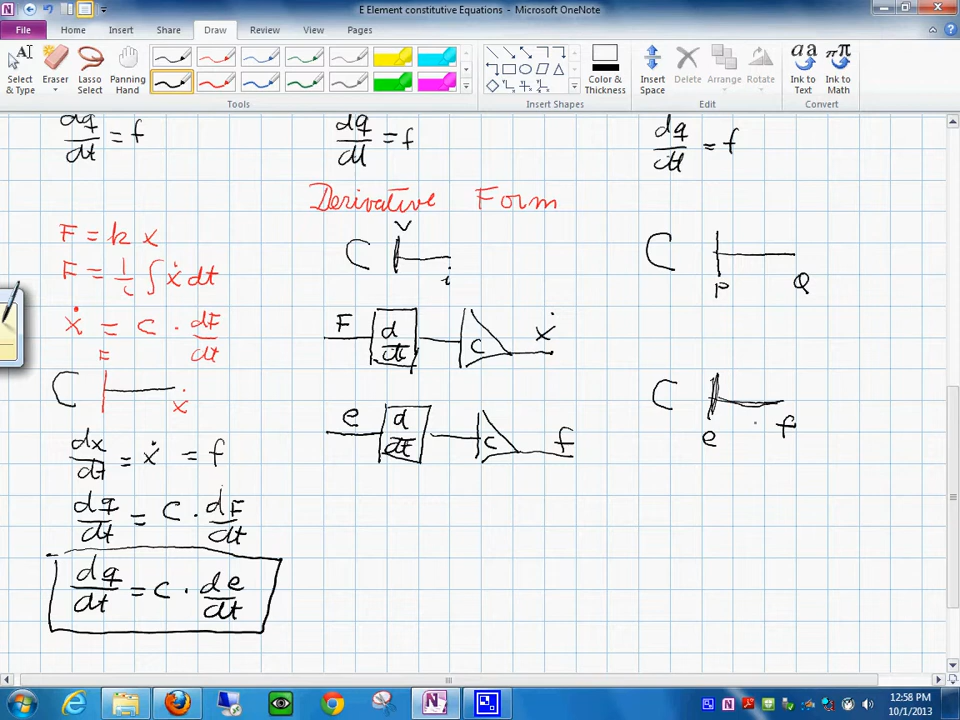 E Element constitutive Equations - Microsoft OneNote
File Home Insert Share Draw Review View Pages
Select & Type
Eraser
Lasso Select
Panning Hand
Color & Thickness
Insert Space
Delete
Arrange
Rotate
Ink to Text
Ink to Math
Tools
Insert Shapes
Edit
Convert
dq/dt = f
dq/dt = f
dq/dt = f
Derivative Form
F = k x
F = 1/c ∫ ẋ dt
ẋ = c · dF/dt
C F ẋ
dx/dt = ẋ = f
dq/dt = C · dF/dt
dq/dt = c · de/dt
C V i
F d/dt C ẋ
e d/dt C f
C P Q
C e f
12:58 PM
10/1/2013